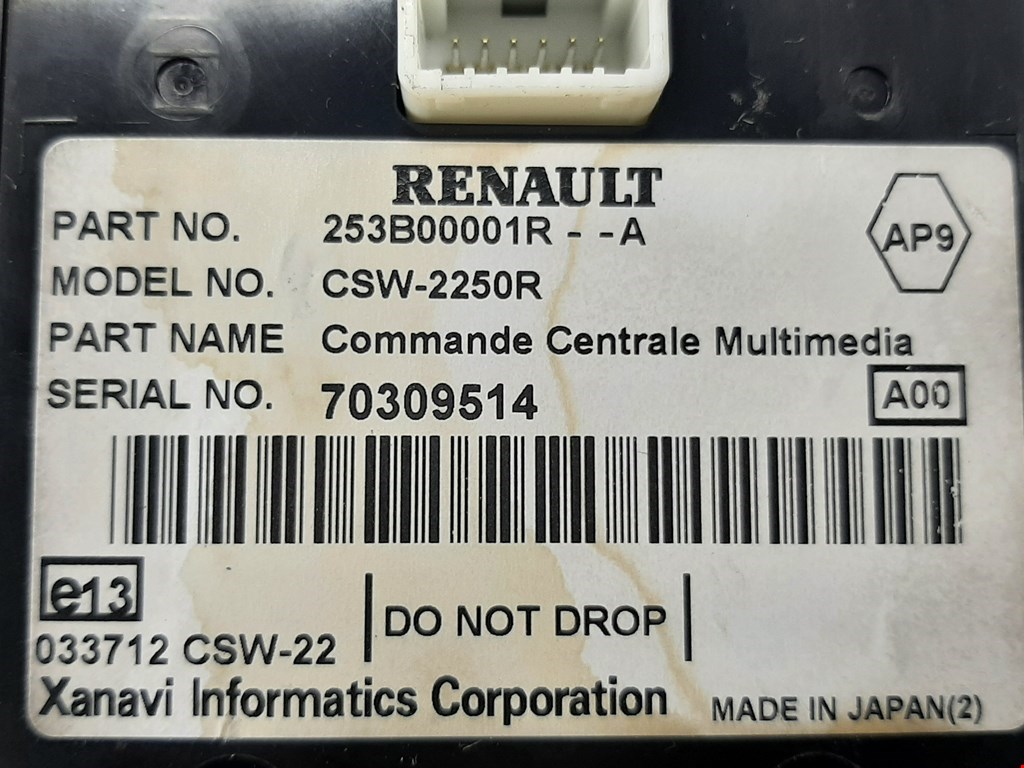 RENAULT
PART NO. 253B00001R - -A
AP9
MODEL NO. CSW-2250R
PART NAME Commande Centrale Multimedia
SERIAL NO. 70309514
A00
e13
DO NOT DROP
033712 CSW-22
Xanavi Informatics Corporation
MADE IN JAPAN(2)